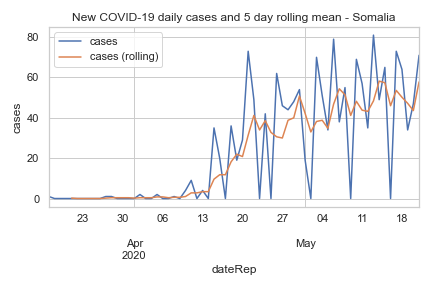 New COVID-19 daily cases and 5 day rolling mean - Somalia
cases
cases (rolling)
80
60
40
20
0
cases
23 30 06 13 20 27 04 11 18
Apr May
2020
dateRep